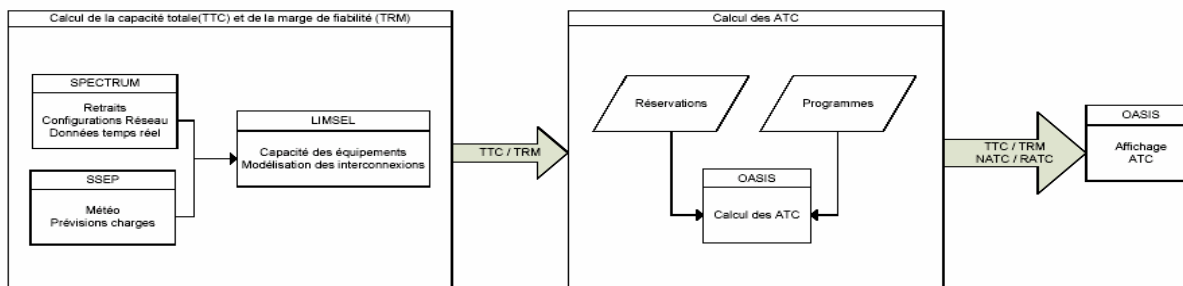 Calcul de la capacité totale(TTC) et de la marge de fiabilité (TRM)
SPECTRUM
Retraits
Configurations Réseau
Données temps réel
SSEP
Météo
Prévisions charges
LIMSEL
Capacité des équipements
Modélisation des interconnexions
TTC / TRM
Calcul des ATC
Réservations
Programmes
OASIS
Calcul des ATC
TTC / TRM
NATC / RATC
OASIS
Affichage
ATC